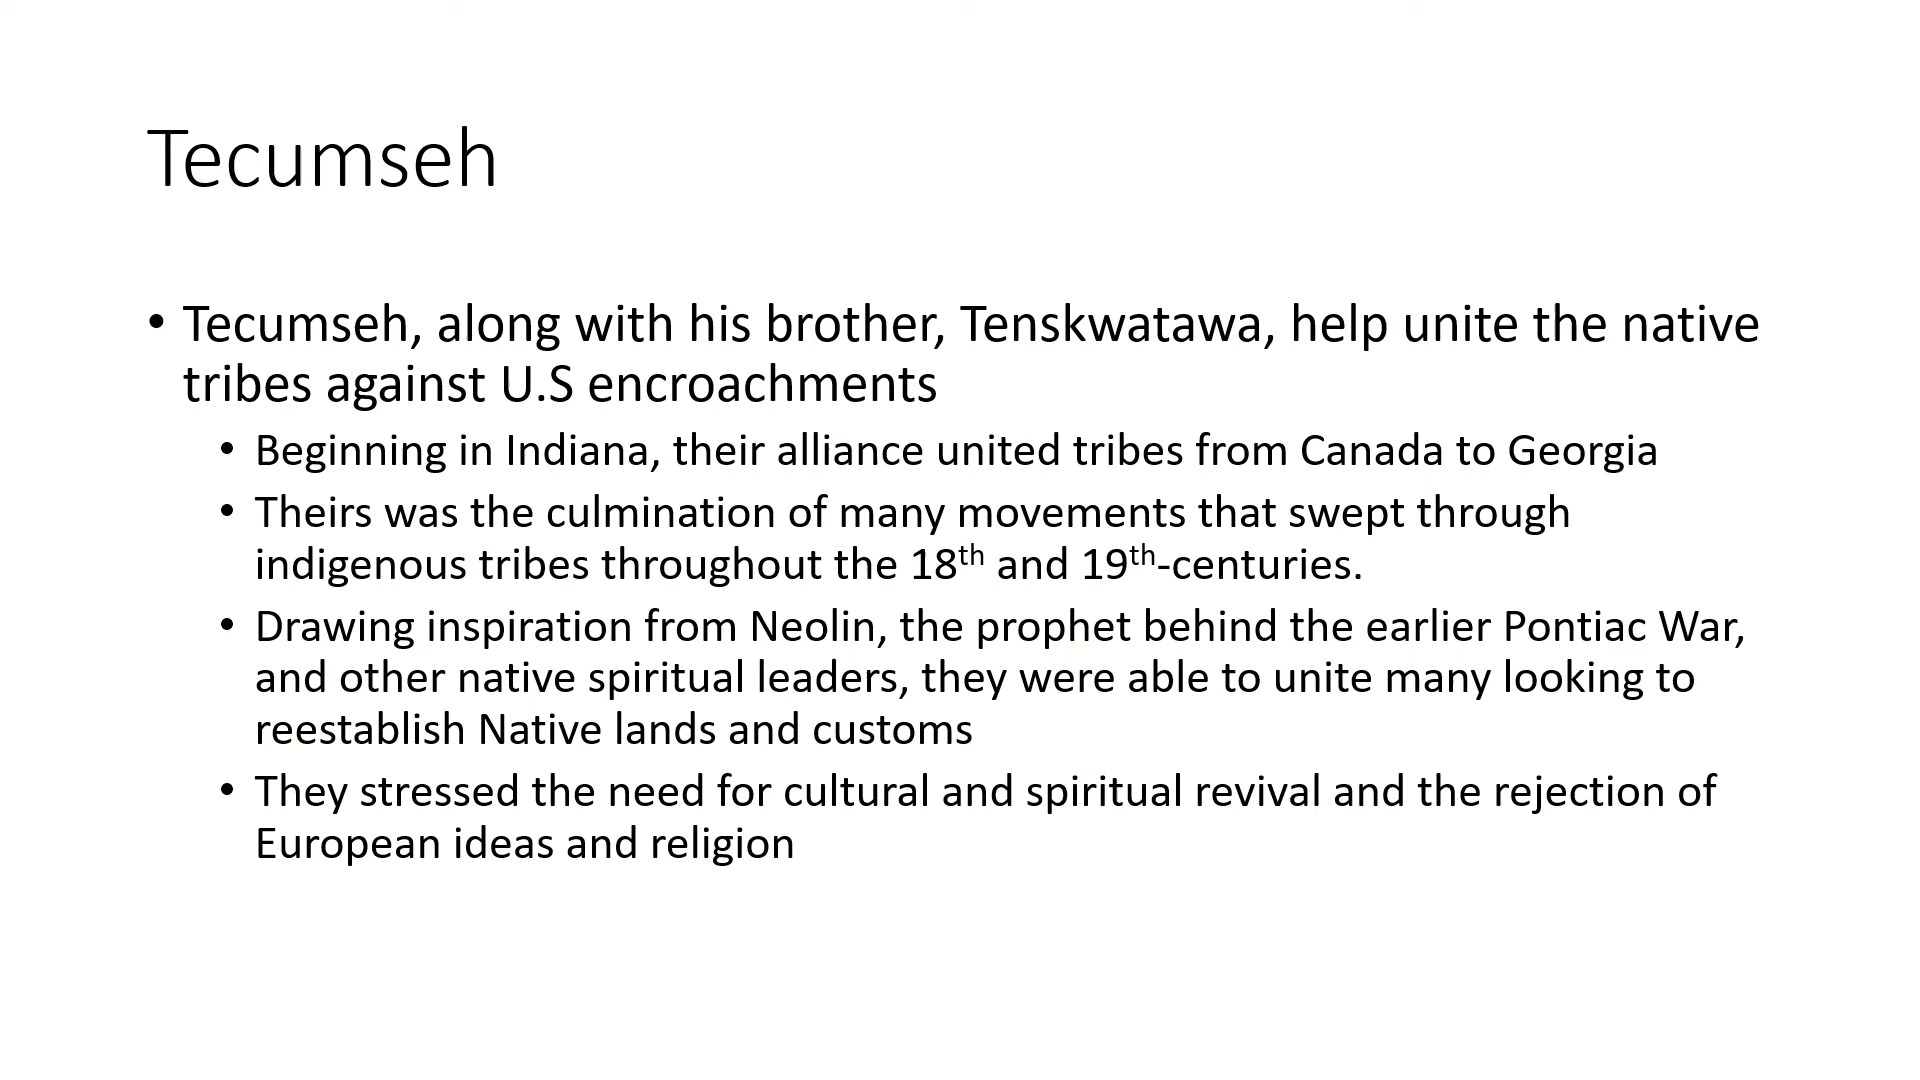 Tecumseh
• Tecumseh, along with his brother, Tenskwatawa, help unite the native
tribes against U.S encroachments
• Beginning in Indiana, their alliance united tribes from Canada to Georgia
• Theirs was the culmination of many movements that swept through
indigenous tribes throughout the 18th and 19th-centuries.
• Drawing inspiration from Neolin, the prophet behind the earlier Pontiac War,
and other native spiritual leaders, they were able to unite many looking to
reestablish Native lands and customs
• They stressed the need for cultural and spiritual revival and the rejection of
European ideas and religion